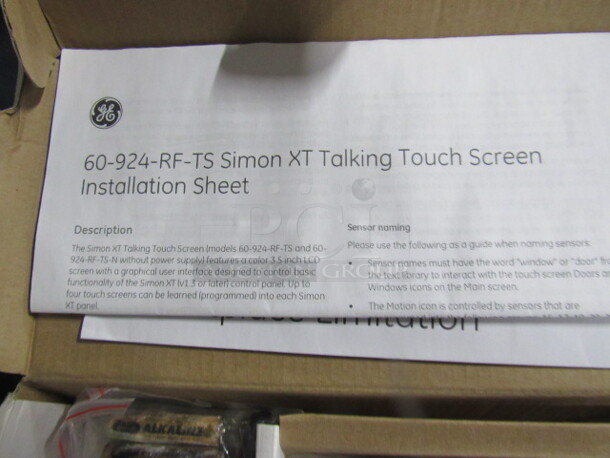 GE
60-924-RF-TS Simon XT Talking Touch Screen
Installation Sheet
Description
The Simon XT Talking Touch Screen (models 60-924-RF-TS and 60-
924-RF-TS-N without power supply) features a color 3.5 inch LCD
screen with a graphical user interface designed to control basic
functionality of the Simon XT (v1.3 or later) control panel. Up to
four touch screens can be learned (programmed) into each Simon
XT panel.
Sensor naming
Please use the following as a guide when naming sensors:
• Sensor names must have the word "window" or "door" fro
the text library to interact with the touch screen Doors a
Windows icons on the Main screen.
• The Motion icon is controlled by sensors that are
Limitation
ALKALINE
GRO